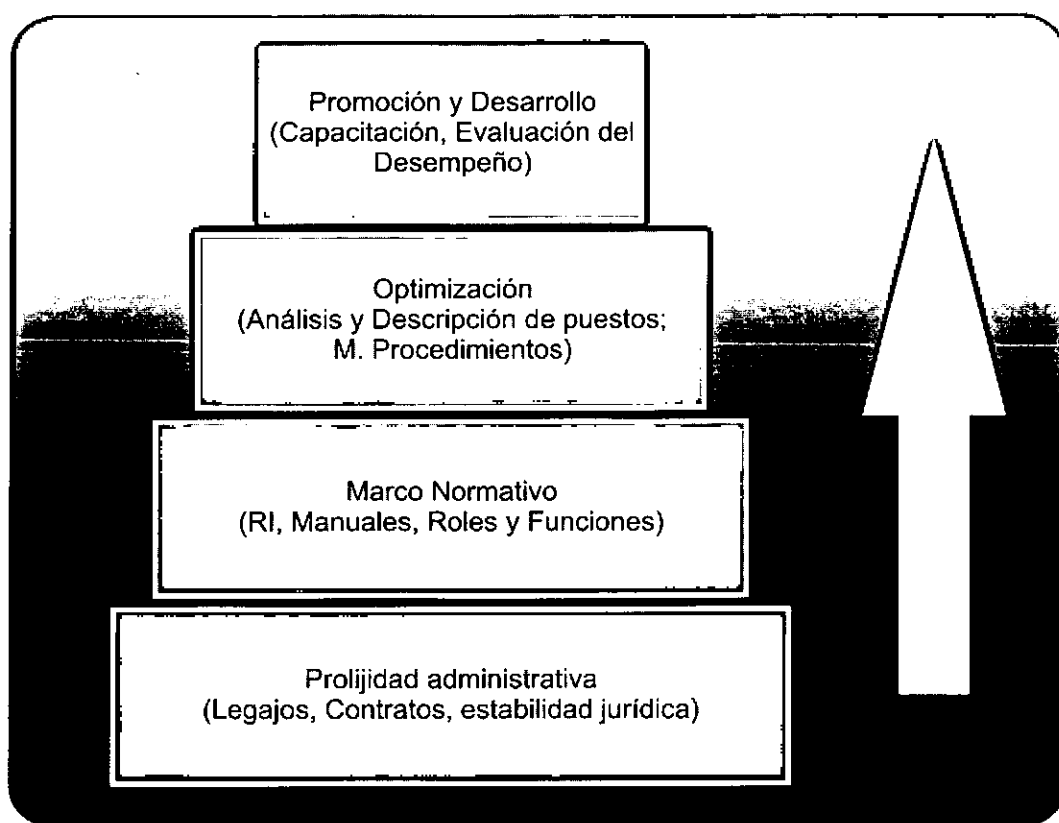 Promoción y Desarrollo
(Capacitación, Evaluación del
Desempeño)
Optimización
(Análisis y Descripción de puestos;
M. Procedimientos)
Marco Normativo
(RI, Manuales, Roles y Funciones)
Prolijidad administrativa
(Legajos, Contratos, estabilidad jurídica)